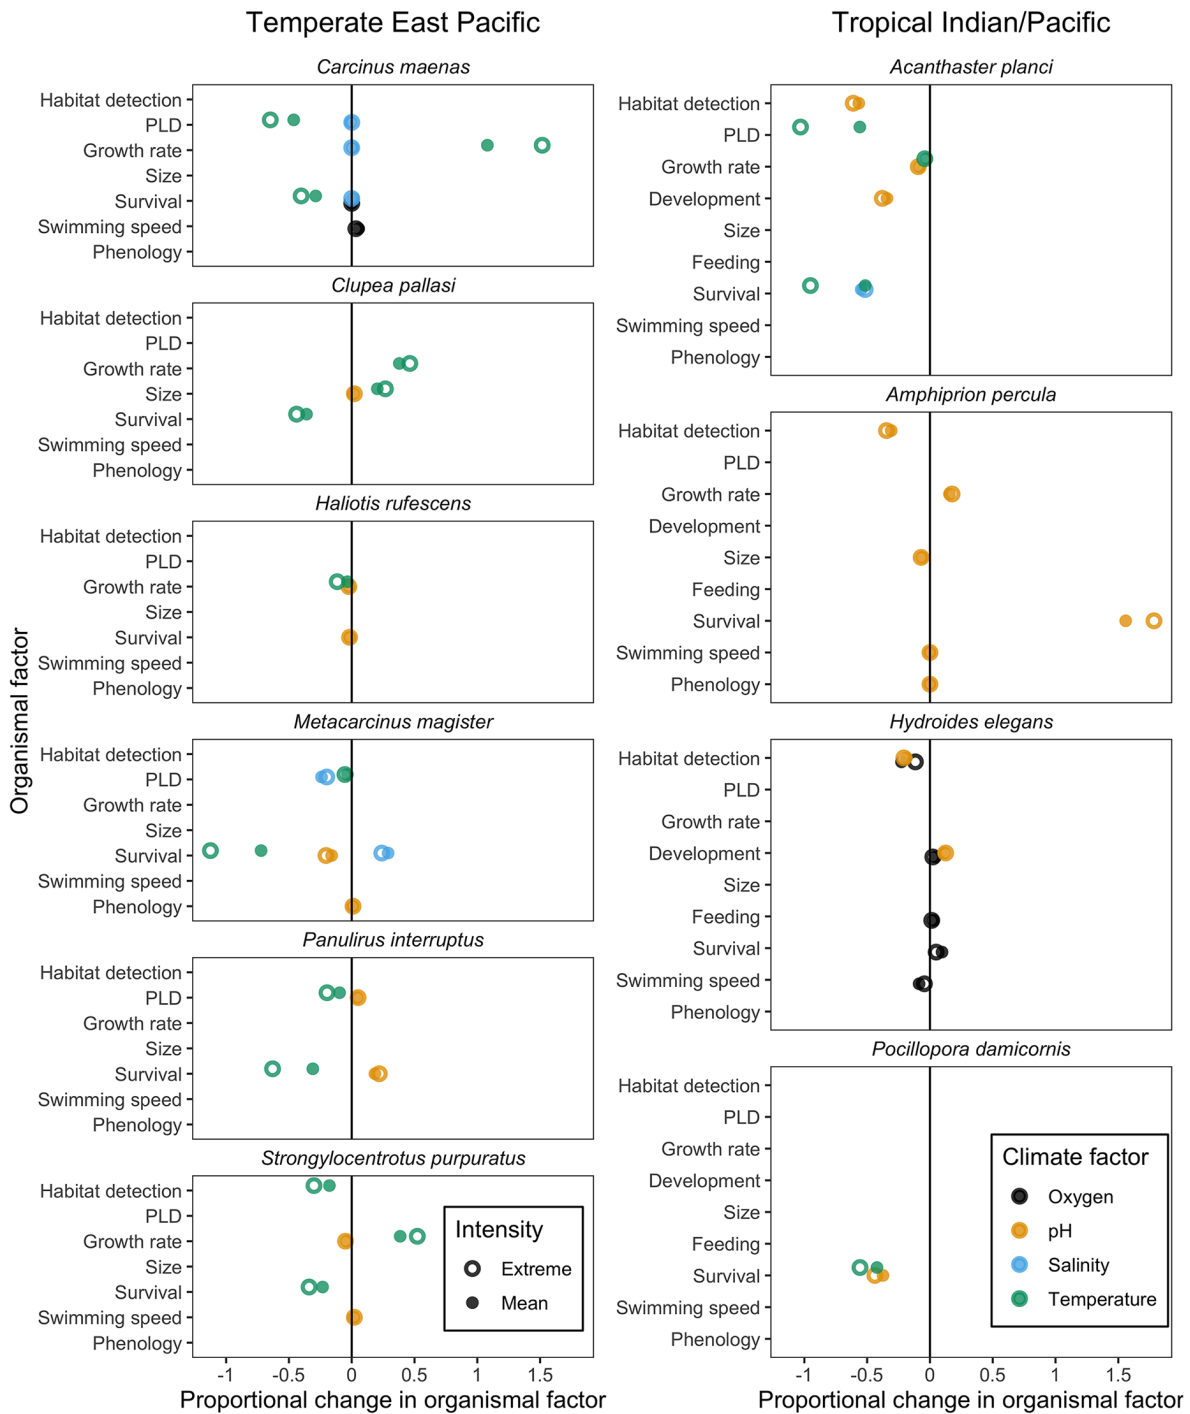 Temperate East Pacific
Carcinus maenas
Habitat detection
PLD
Growth rate
Size
Survival
Swimming speed
Phenology
Clupea pallasi
Habitat detection
PLD
Growth rate
Size
Survival
Swimming speed
Phenology
Haliotis rufescens
Habitat detection
PLD
Growth rate
Size
Survival
Swimming speed
Phenology
Metacarcinus magister
Habitat detection
PLD
Growth rate
Size
Survival
Swimming speed
Phenology
Panulirus interruptus
Habitat detection
PLD
Growth rate
Size
Survival
Swimming speed
Phenology
Strongylocentrotus purpuratus
Habitat detection
PLD
Growth rate
Size
Survival
Swimming speed
Phenology
Intensity
Extreme
Mean
-1 -0.5 0 0.5 1 1.5
Proportional change in organismal factor
Organismal factor
Tropical Indian/Pacific
Acanthaster planci
Habitat detection
PLD
Growth rate
Development
Size
Feeding
Survival
Swimming speed
Phenology
Amphiprion percula
Habitat detection
PLD
Growth rate
Development
Size
Feeding
Survival
Swimming speed
Phenology
Hydroides elegans
Habitat detection
PLD
Growth rate
Development
Size
Feeding
Survival
Swimming speed
Phenology
Pocillopora damicornis
Habitat detection
PLD
Growth rate
Development
Size
Feeding
Survival
Swimming speed
Phenology
Climate factor
Oxygen
pH
Salinity
Temperature
-1 -0.5 0 0.5 1 1.5
Proportional change in organismal factor